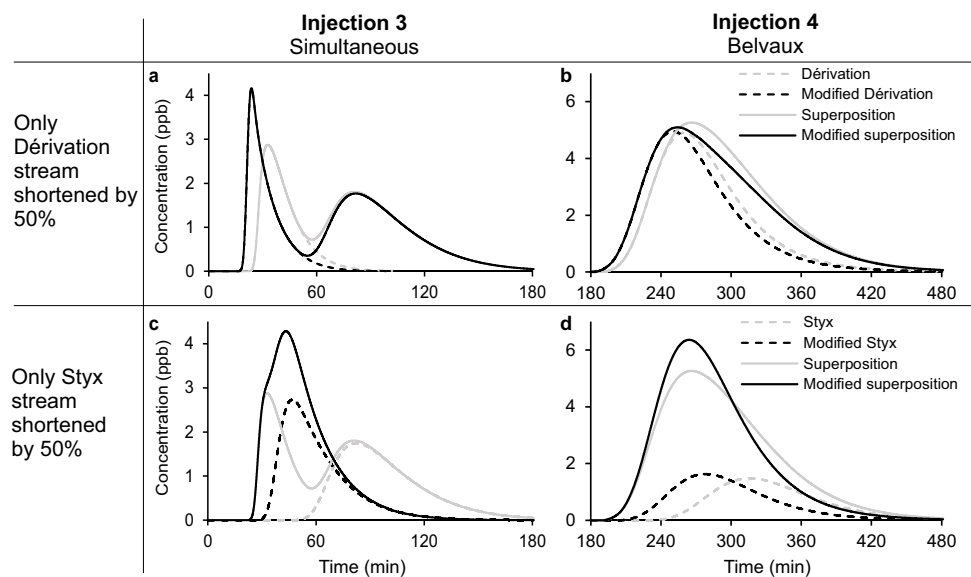 Injection 3
Simultaneous
Injection 4
Belvaux
Only
Dérivation
stream
shortened by
50%
a
Concentration (ppb)
5
4
3
2
1
0
0
60
120
180
b
Dérivation
Modified Dérivation
Superposition
Modified superposition
6
4
2
0
180
240
300
360
420
480
Only Styx
stream
shortened
by 50%
c
Concentration (ppb)
5
4
3
2
1
0
0
60
120
180
Time (min)
d
Styx
Modified Styx
Superposition
Modified superposition
6
4
2
0
180
240
300
360
420
480
Time (min)